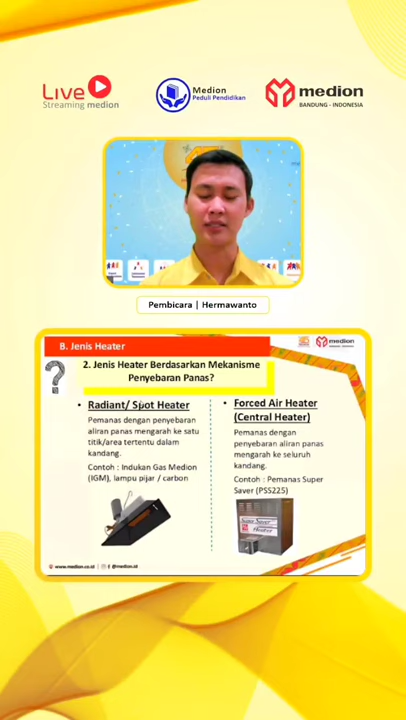 Live
Streaming medion
Medion
Peduli Pendidikan
medion
BANDUNG - INDONESIA
Pembicara | Hermawanto
B. Jenis Heater
medion
2. Jenis Heater Berdasarkan Mekanisme
Penyebaran Panas?
• Radiant/ Spot Heater
Pemanas dengan penyebaran
aliran panas mengarah ke satu
titik/area tertentu dalam
kandang.
Contoh : Indukan Gas Medion
(IGM), lampu pijar / carbon
• Forced Air Heater
(Central Heater)
Pemanas dengan
penyebaran aliran panas
mengarah ke seluruh
kandang.
Contoh : Pemanas Super
Saver (PSS225)
Super Saver
Heater
www.medion.co.id
@medion.id